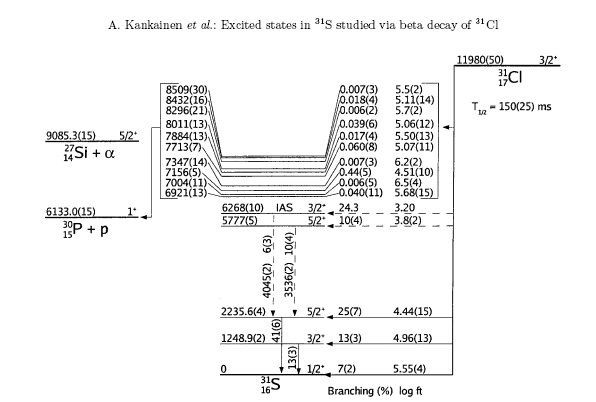 A. Kankainen et al.: Excited states in ³¹S studied via beta decay of ³¹Cl
11980(50) 3/2⁺
³¹₁₇Cl
T₁/₂ = 150(25) ms
8509(30) 0.007(3) 5.5(2)
8432(16) 0.018(4) 5.11(14)
8296(21) 0.006(2) 5.7(2)
8011(13) 0.039(6) 5.06(12)
7884(13) 0.017(4) 5.50(13)
7713(7) 0.060(8) 5.07(11)
7347(14) 0.007(3) 6.2(2)
7156(5) 0.44(5) 4.51(10)
7004(11) 0.006(5) 6.5(4)
6921(13) 0.040(11) 5.68(15)
9085.3(15) 5/2⁺
²⁷₁₄Si + α
6133.0(15) 1⁺
³⁰₁₅P + p
6268(10) IAS 3/2⁺ 24.3 3.20
5777(5) 5/2⁺ 10(4) 3.8(2)
4045(2) 6(3)
3536(2) 10(4)
2235.6(4) 5/2⁺ 25(7) 4.44(15)
41(6)
1248.9(2) 3/2⁺ 13(3) 4.96(13)
13(3)
0 1/2⁺ 7(2) 5.55(4)
³¹₁₆S
Branching (%) log ft